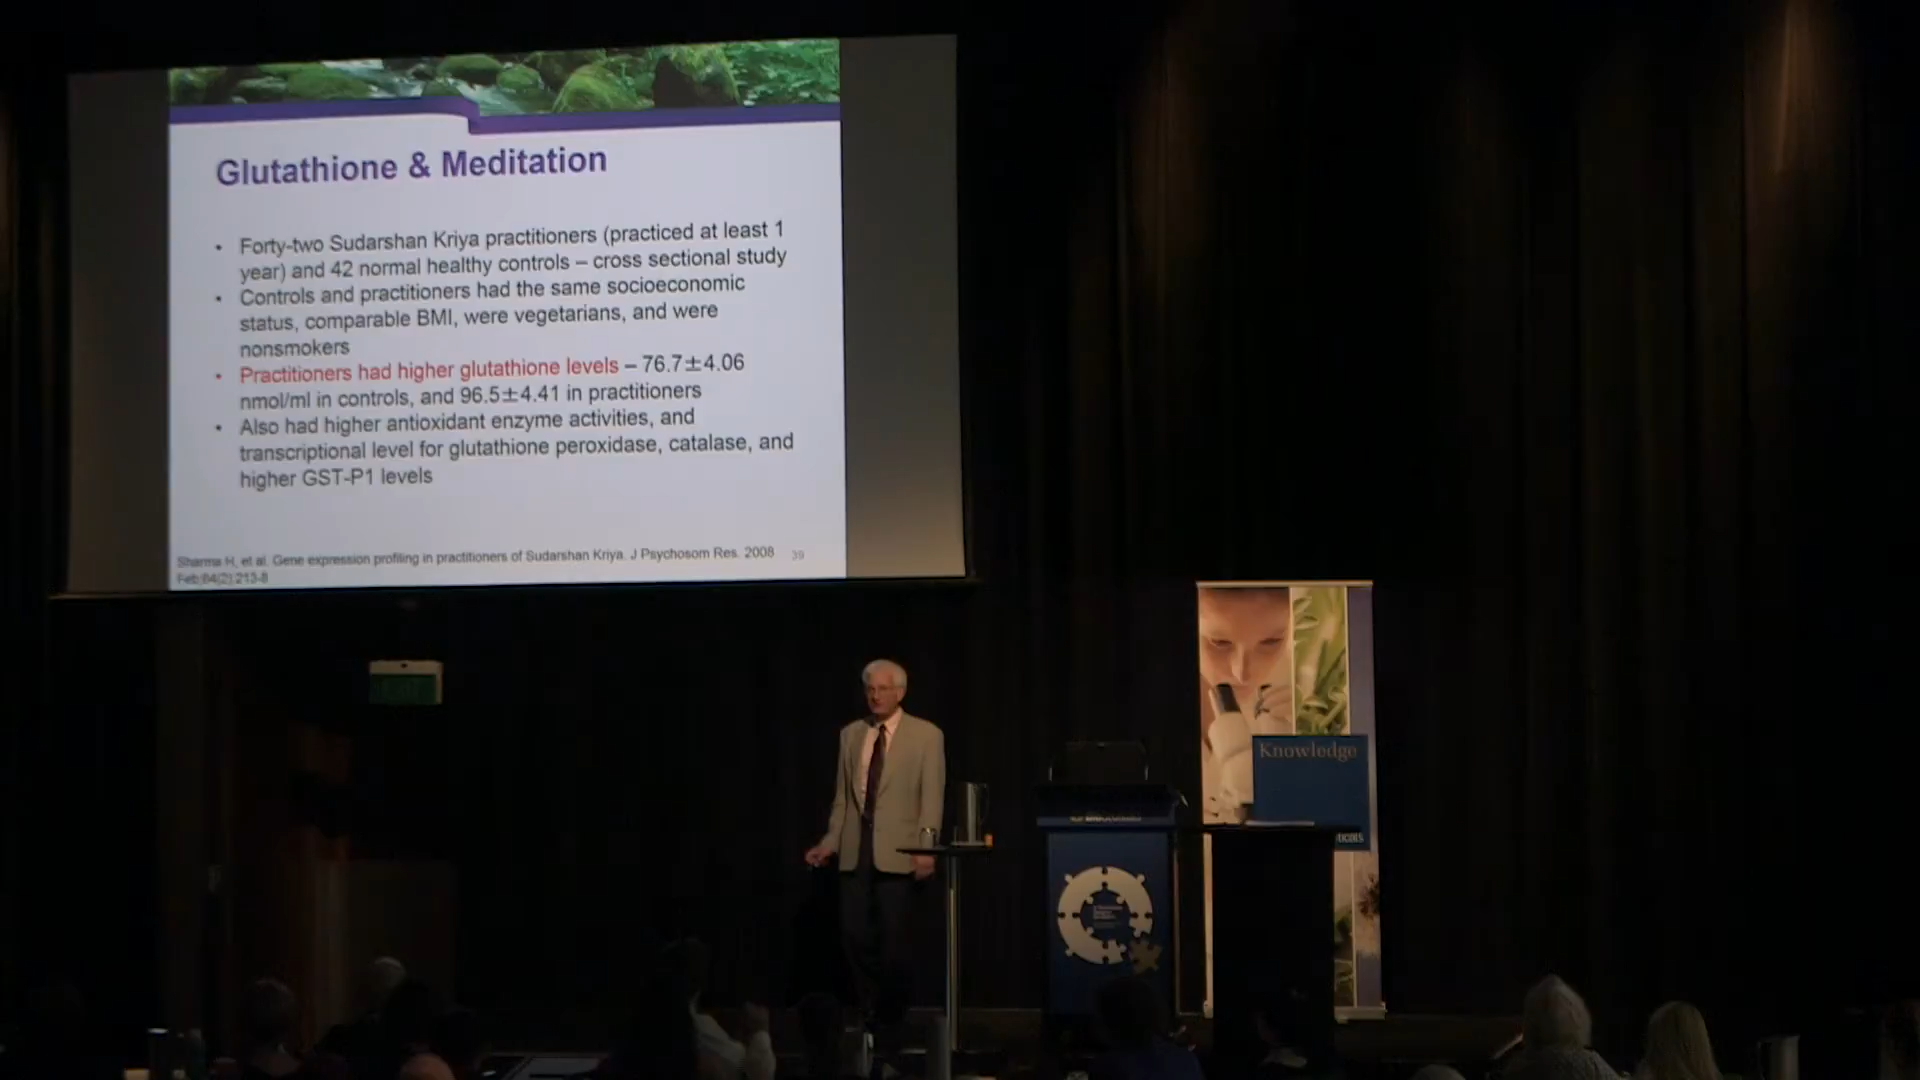 Glutathione & Meditation
• Forty-two Sudarshan Kriya practitioners (practiced at least 1
year) and 42 normal healthy controls – cross sectional study
• Controls and practitioners had the same socioeconomic
status, comparable BMI, were vegetarians, and were
nonsmokers
• Practitioners had higher glutathione levels – 76.7±4.06
nmol/ml in controls, and 96.5±4.41 in practitioners
• Also had higher antioxidant enzyme activities, and
transcriptional level for glutathione peroxidase, catalase, and
higher GST-P1 levels
Sharma H, et al. Gene expression profiling in practitioners of Sudarshan Kriya. J Psychosom Res. 2008 39
Feb;64(2):213-8
Knowledge